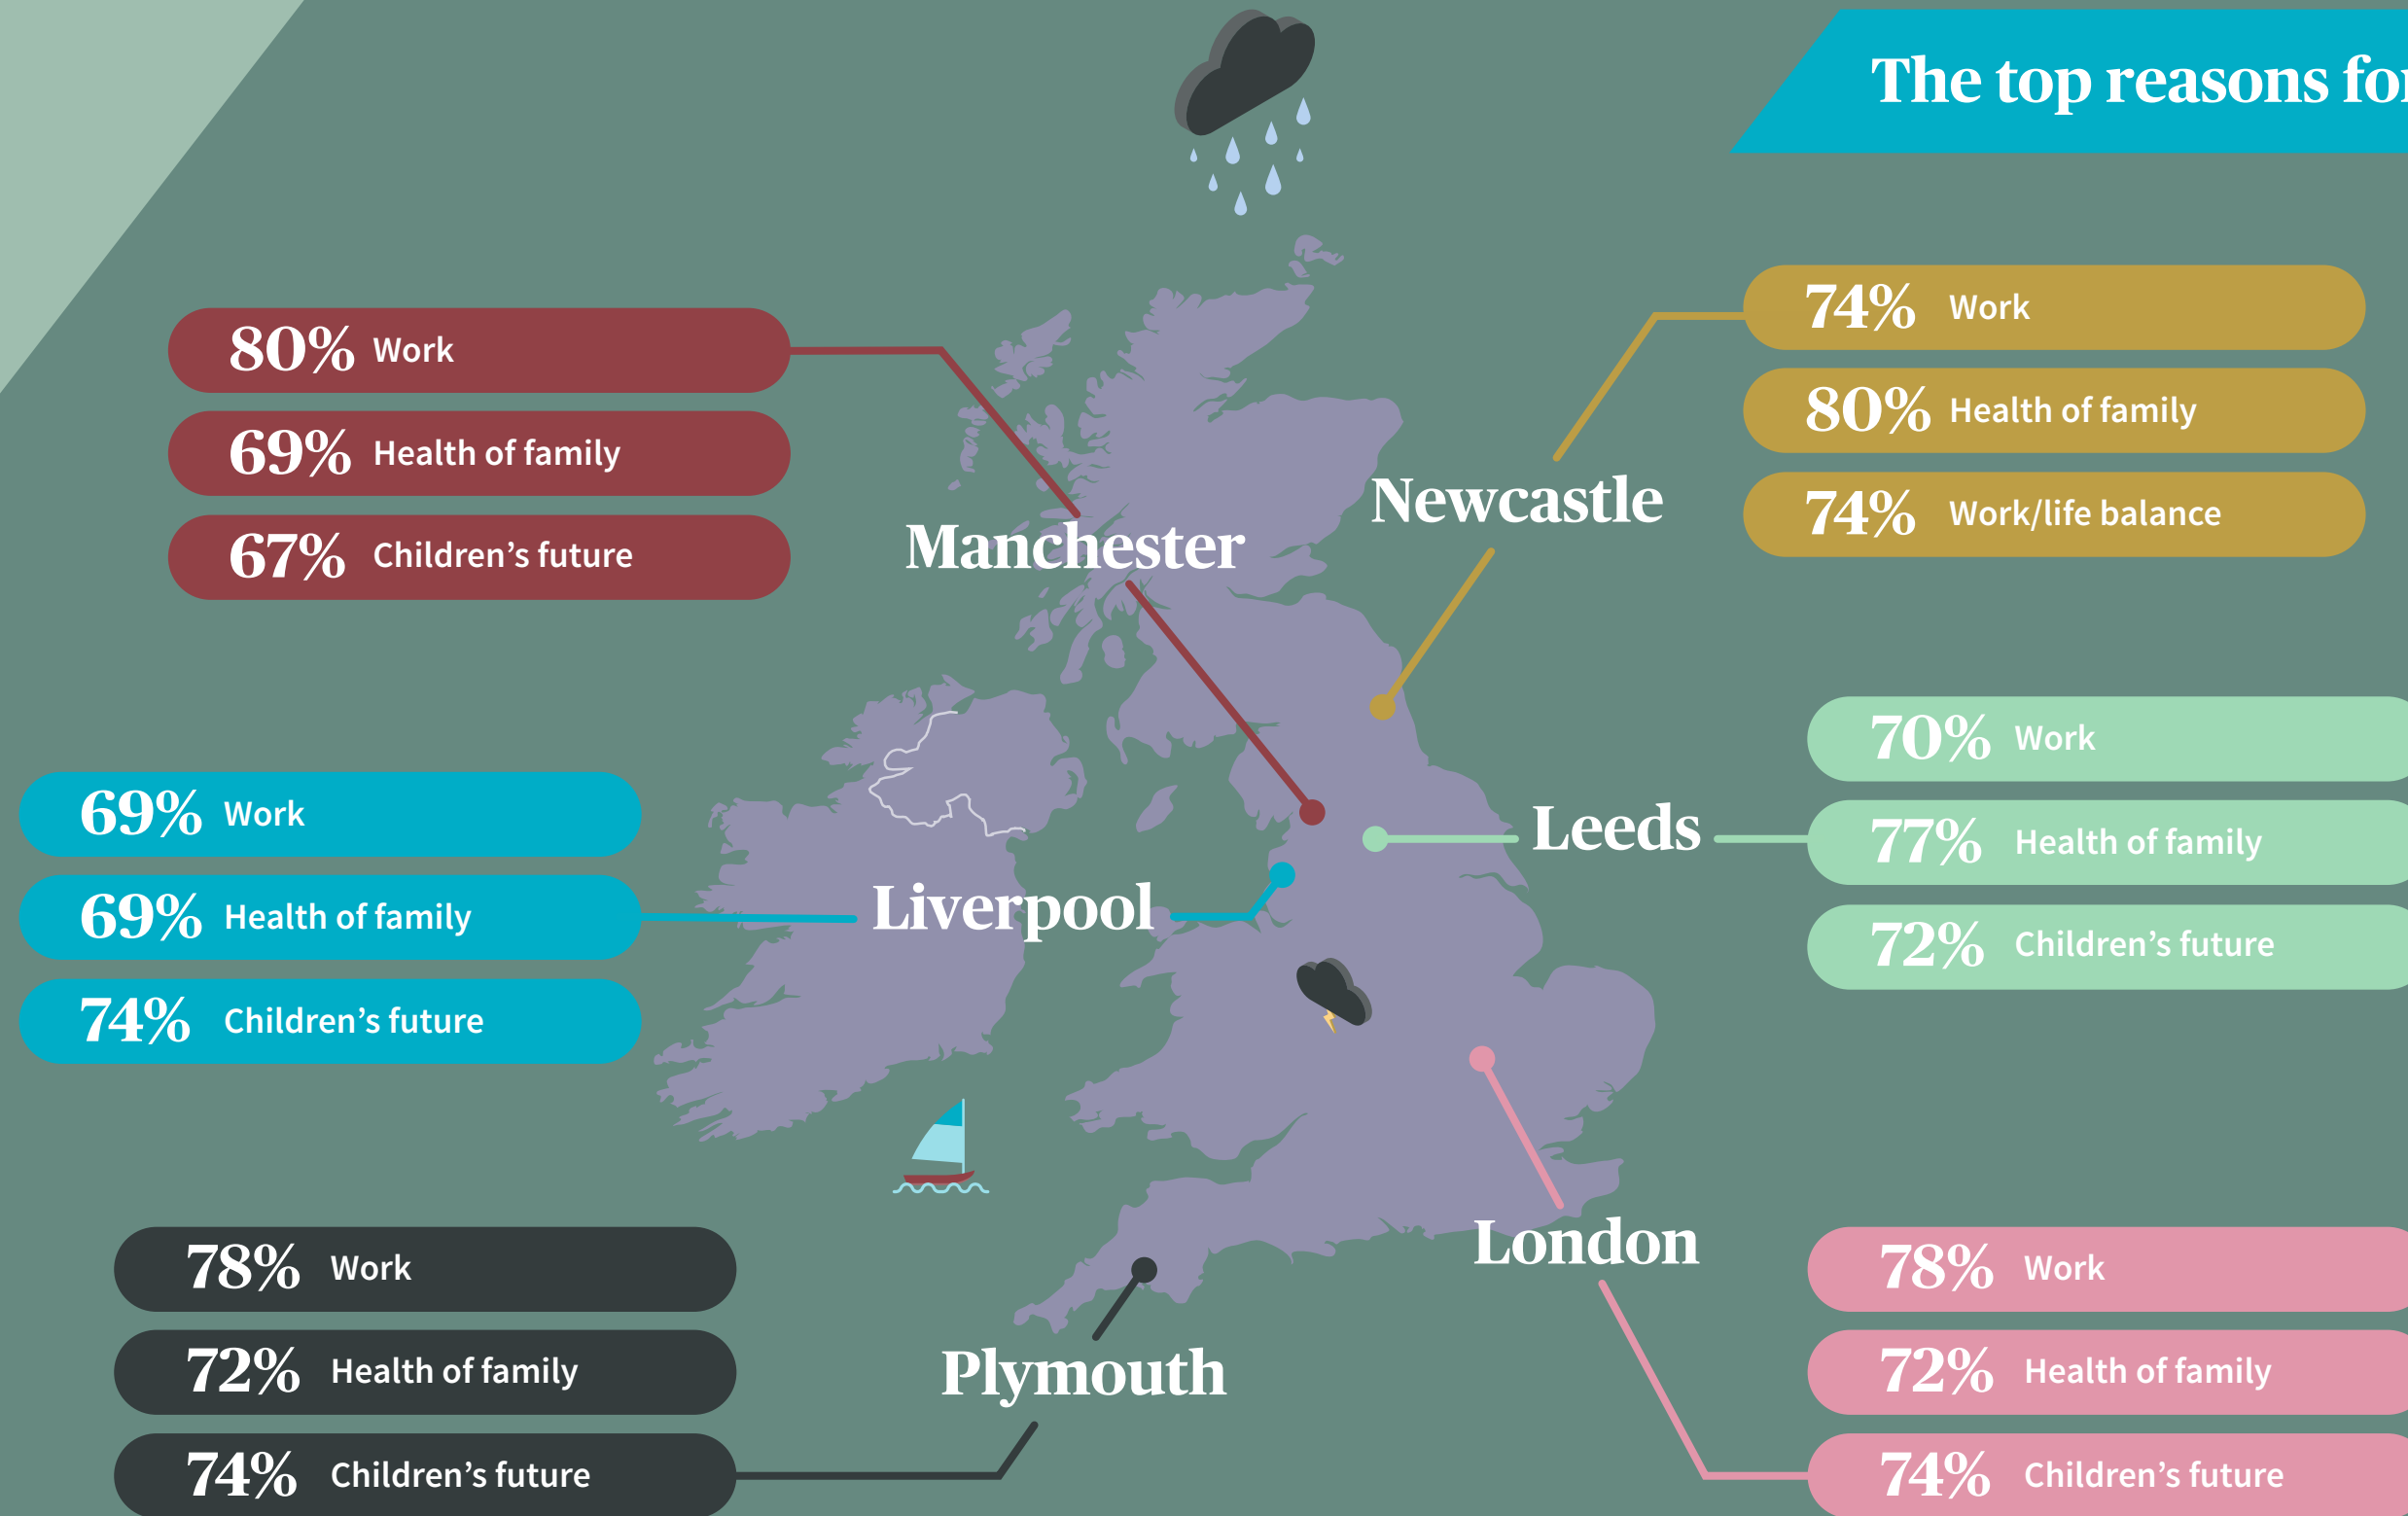 The top reasons for
80% Work
69% Health of family
67% Children’s future
Manchester
74% Work
80% Health of family
74% Work/life balance
Newcastle
69% Work
69% Health of family
74% Children’s future
Liverpool
Leeds
70% Work
77% Health of family
72% Children’s future
78% Work
72% Health of family
74% Children’s future
Plymouth
London
78% Work
72% Health of family
74% Children’s future